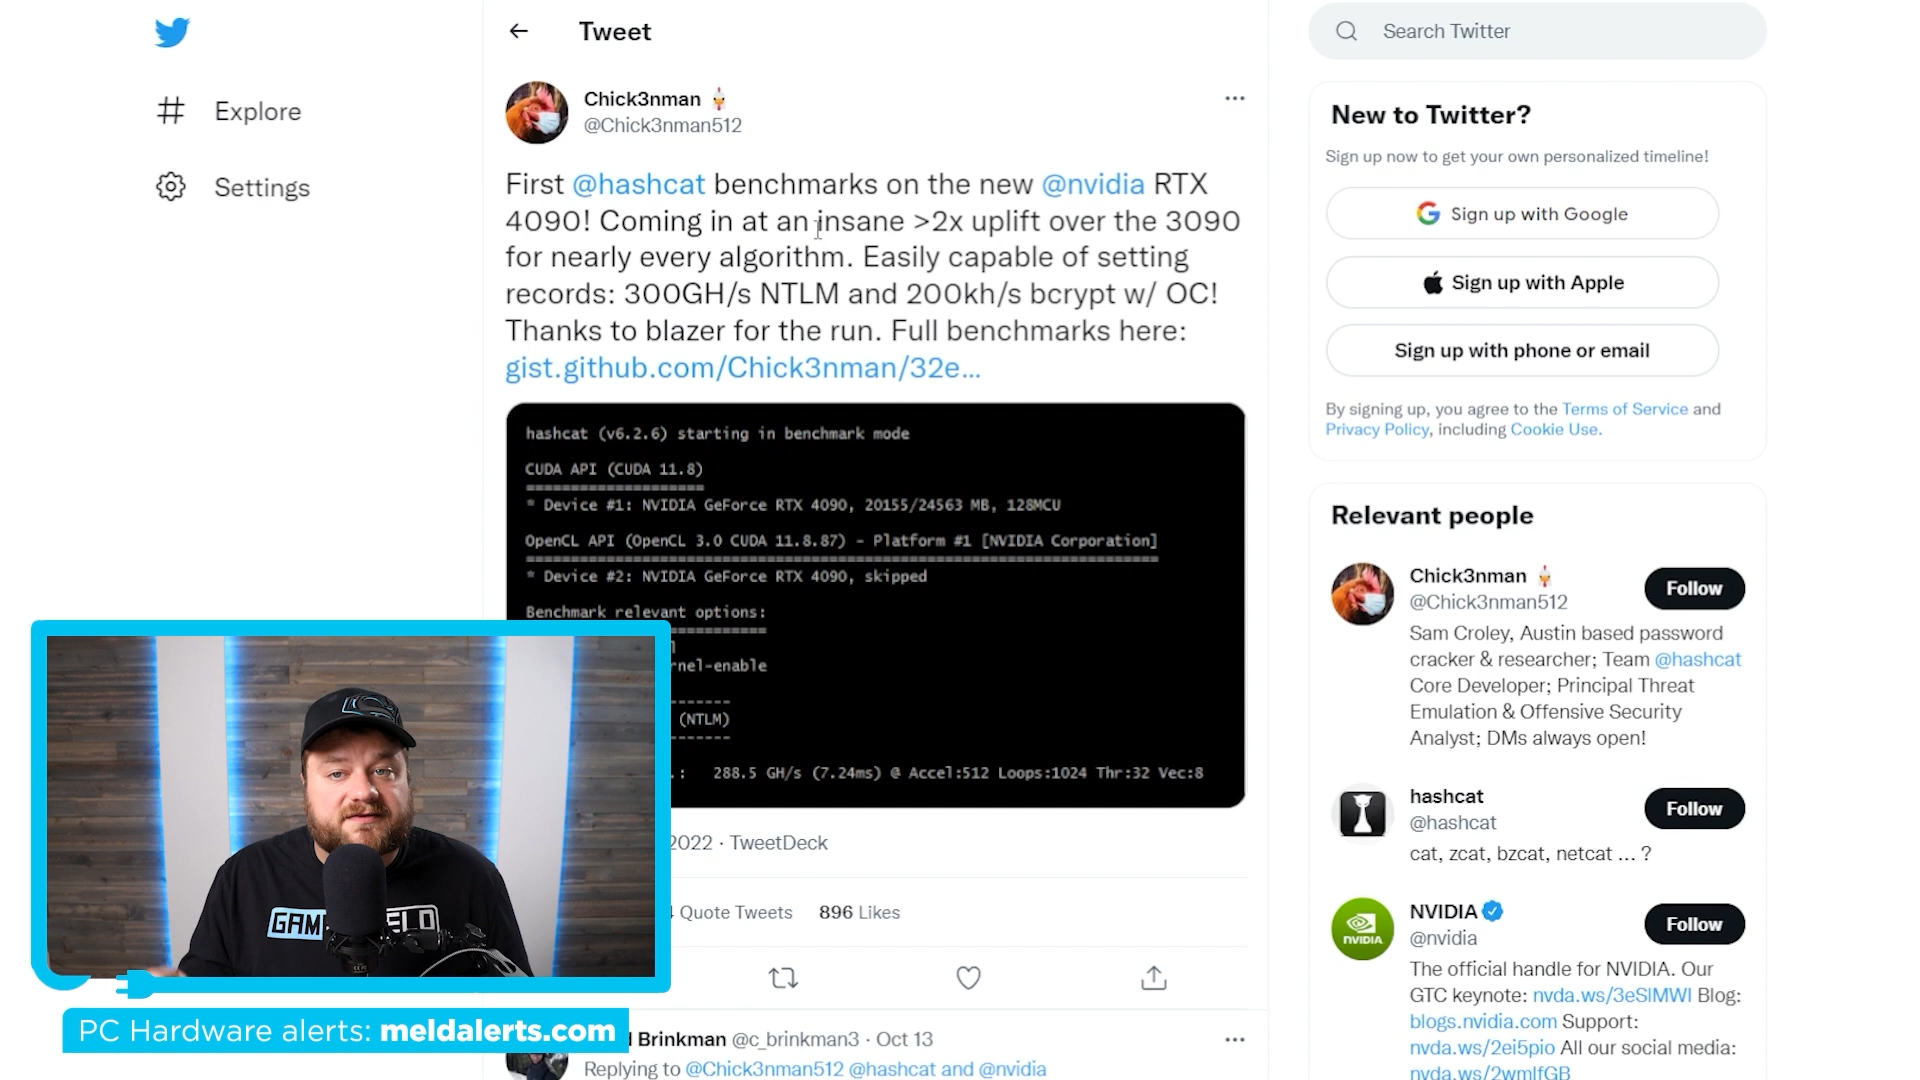 Tweet
Explore
Settings
Chick3nman
@Chick3nman512
First @hashcat benchmarks on the new @nvidia RTX
4090! Coming in at an insane >2x uplift over the 3090
for nearly every algorithm. Easily capable of setting
records: 300GH/s NTLM and 200kh/s bcrypt w/ OC!
Thanks to blazer for the run. Full benchmarks here:
gist.github.com/Chick3nman/32e...
hashcat (v6.2.6) starting in benchmark mode
CUDA API (CUDA 11.8)
====================
* Device #1: NVIDIA GeForce RTX 4090, 20155/24563 MB, 128MCU
OpenCL API (OpenCL 3.0 CUDA 11.8.87) - Platform #1 [NVIDIA Corporation]
=======================================================================
* Device #2: NVIDIA GeForce RTX 4090, skipped
Benchmark relevant options:
===========
rnel-enable
-------
(NTLM)
-------
.: 288.5 GH/s (7.24ms) @ Accel:512 Loops:1024 Thr:32 Vec:8
2022 · TweetDeck
Quote Tweets 896 Likes
Brinkman @c_brinkman3 · Oct 13
Replying to @Chick3nman512 @hashcat and @nvidia
GAM ELD
PC Hardware alerts: meldalerts.com
Search Twitter
New to Twitter?
Sign up now to get your own personalized timeline!
Sign up with Google
Sign up with Apple
Sign up with phone or email
By signing up, you agree to the Terms of Service and
Privacy Policy, including Cookie Use.
Relevant people
Chick3nman
@Chick3nman512
Follow
Sam Croley, Austin based password
cracker & researcher; Team @hashcat
Core Developer; Principal Threat
Emulation & Offensive Security
Analyst; DMs always open!
hashcat
@hashcat
Follow
cat, zcat, bzcat, netcat ... ?
NVIDIA
NVIDIA
@nvidia
Follow
The official handle for NVIDIA. Our
GTC keynote: nvda.ws/3eSlMWl Blog:
blogs.nvidia.com Support:
nvda.ws/2ei5pio All our social media:
nvda.ws/2wmlfGB